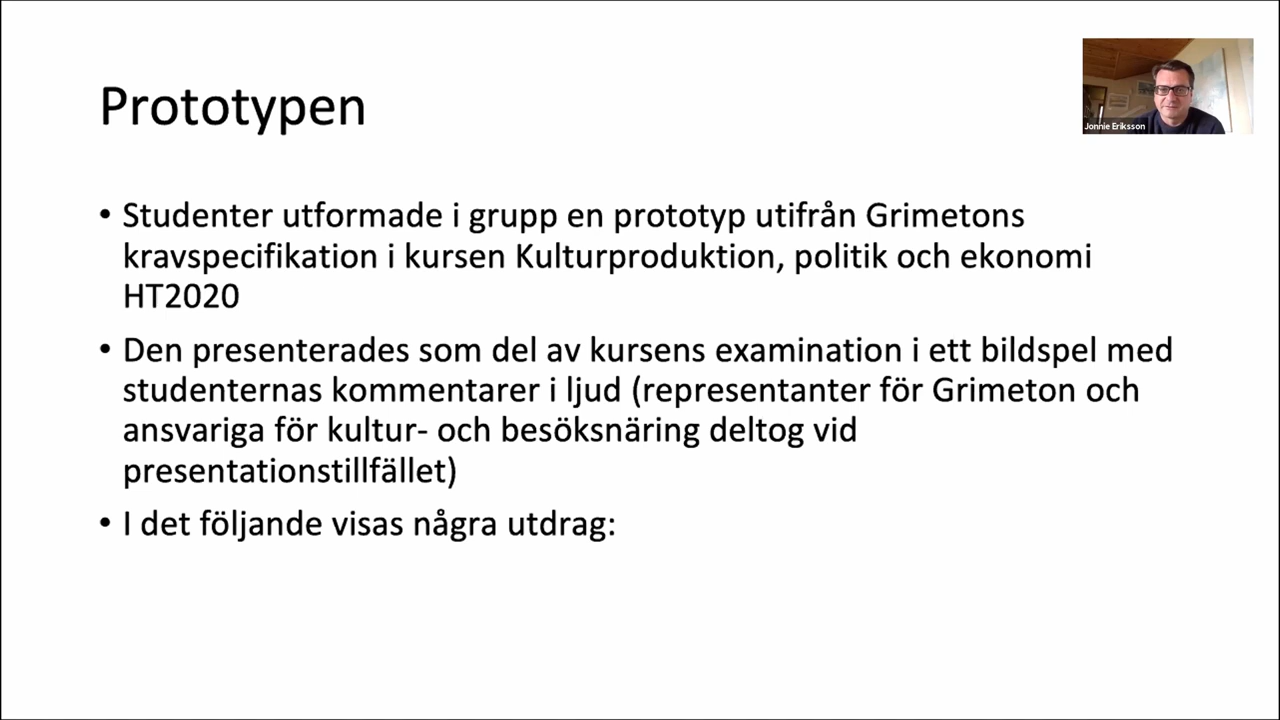 Prototypen
Jonnie Eriksson
• Studenter utformade i grupp en prototyp utifrån Grimetons
kravspecifikation i kursen Kulturproduktion, politik och ekonomi
HT2020
• Den presenterades som del av kursens examination i ett bildspel med
studenternas kommentarer i ljud (representanter för Grimeton och
ansvariga för kultur- och besöksnäring deltog vid
presentationstillfället)
• I det följande visas några utdrag: